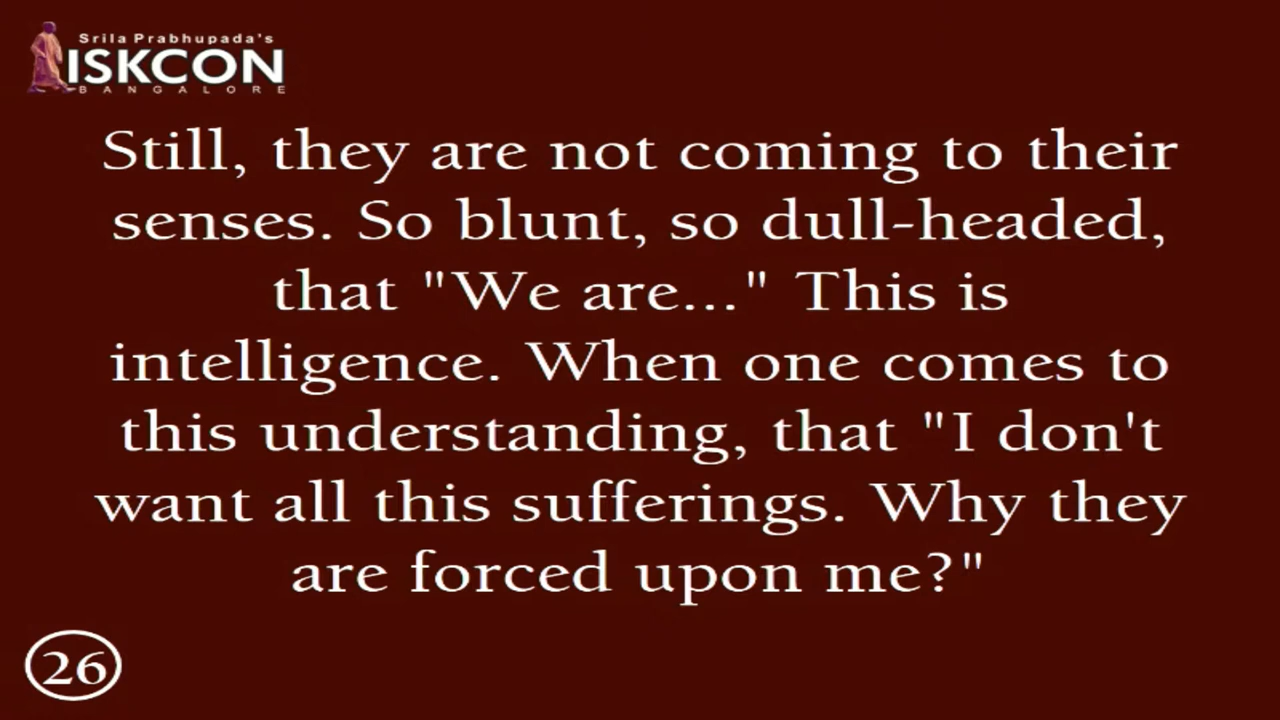 Srila Prabhupada's
ISKCON
BANGALORE
Still, they are not coming to their
senses. So blunt, so dull-headed,
that "We are..." This is
intelligence. When one comes to
this understanding, that "I don't
want all this sufferings. Why they
are forced upon me?"
26